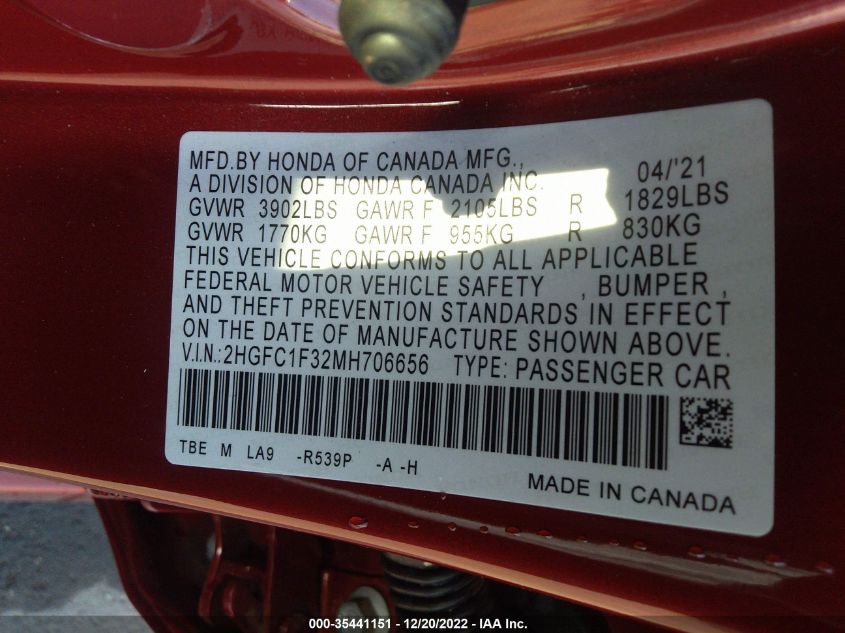 MFD.BY HONDA OF CANADA MFG., 04/'21
A DIVISION OF HONDA CANADA INC.
GVWR 3902LBS GAWR F 2105LBS R 1829LBS
GVWR 1770KG GAWR F 955KG R 830KG
THIS VEHICLE CONFORMS TO ALL APPLICABLE
FEDERAL MOTOR VEHICLE SAFETY , BUMPER ,
AND THEFT PREVENTION STANDARDS IN EFFECT
ON THE DATE OF MANUFACTURE SHOWN ABOVE.
V.I.N.:2HGFC1F32MH706656 TYPE: PASSENGER CAR
TBE M LA9 -R539P -A -H
MADE IN CANADA
000-35441151 - 12/20/2022 - IAA Inc.